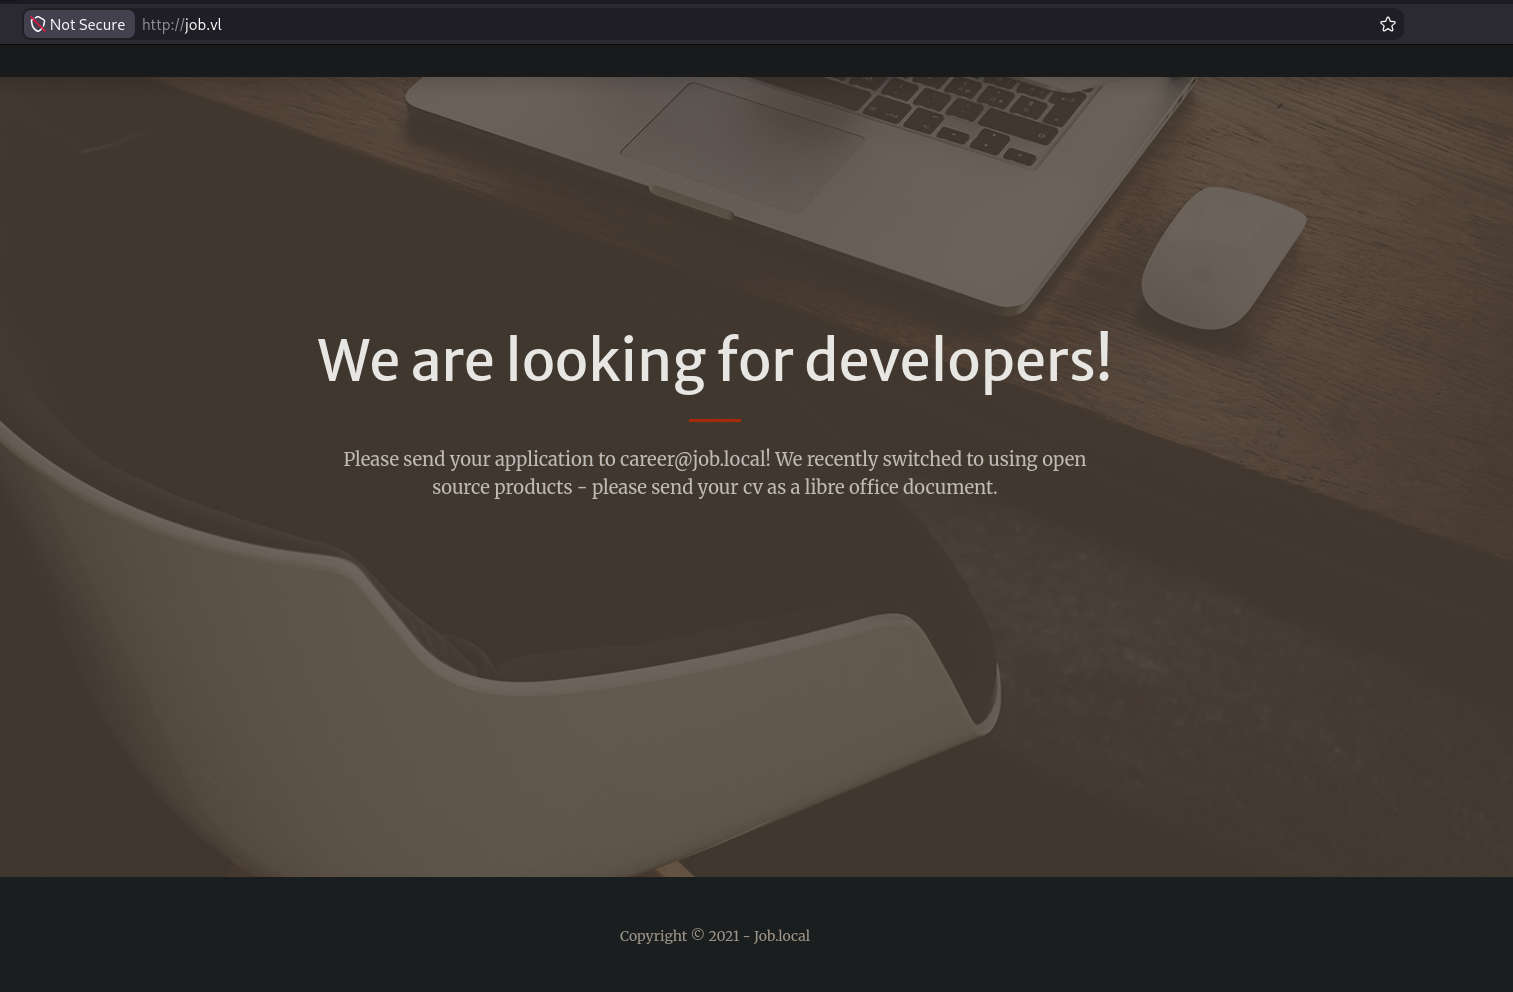 Not Secure http://job.vl
We are looking for developers!
Please send your application to career@job.local! We recently switched to using open
source products - please send your cv as a libre office document.
Copyright © 2021 - Job.local